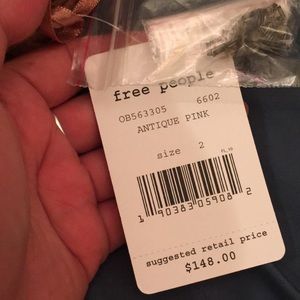 free people
OB563305 6602
ANTIQUE PINK
size 2
1 90383 05908 2
suggested retail price
$148.00